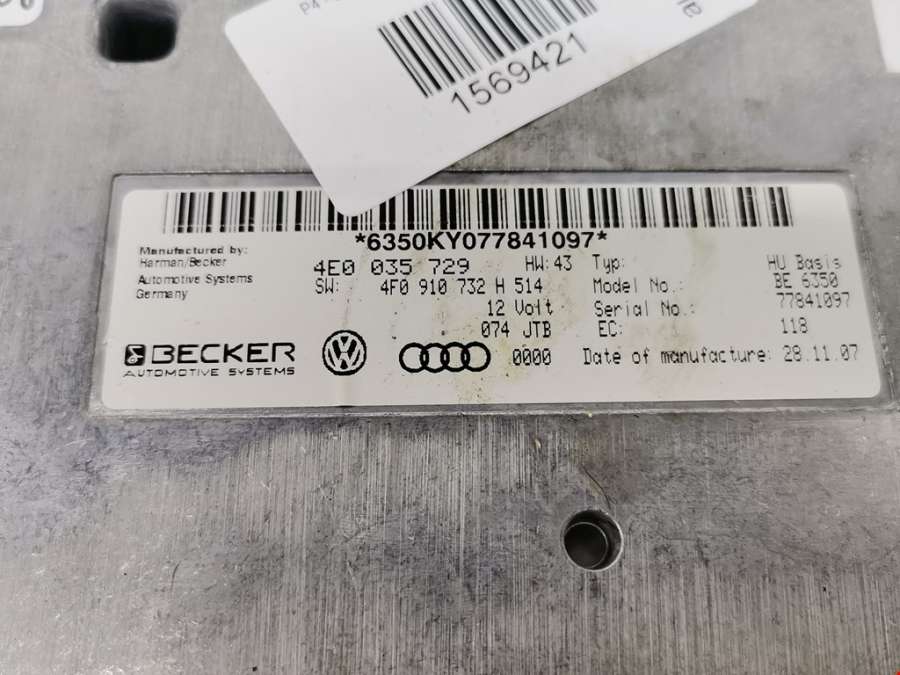 1569421
*6350KY077841097*
Manufactured by:
Harman/Becker
Automotive Systems
Germany
4E0 035 729 HW:43
SW: 4F0 910 732 H 514
12 Volt
074 JTB
0000
BECKER
AUTOMOTIVE SYSTEMS
Typ: HU Basis
Model No.: BE 6350
Serial No.: 77841097
EC: 118
Date of manufacture: 28.11.07